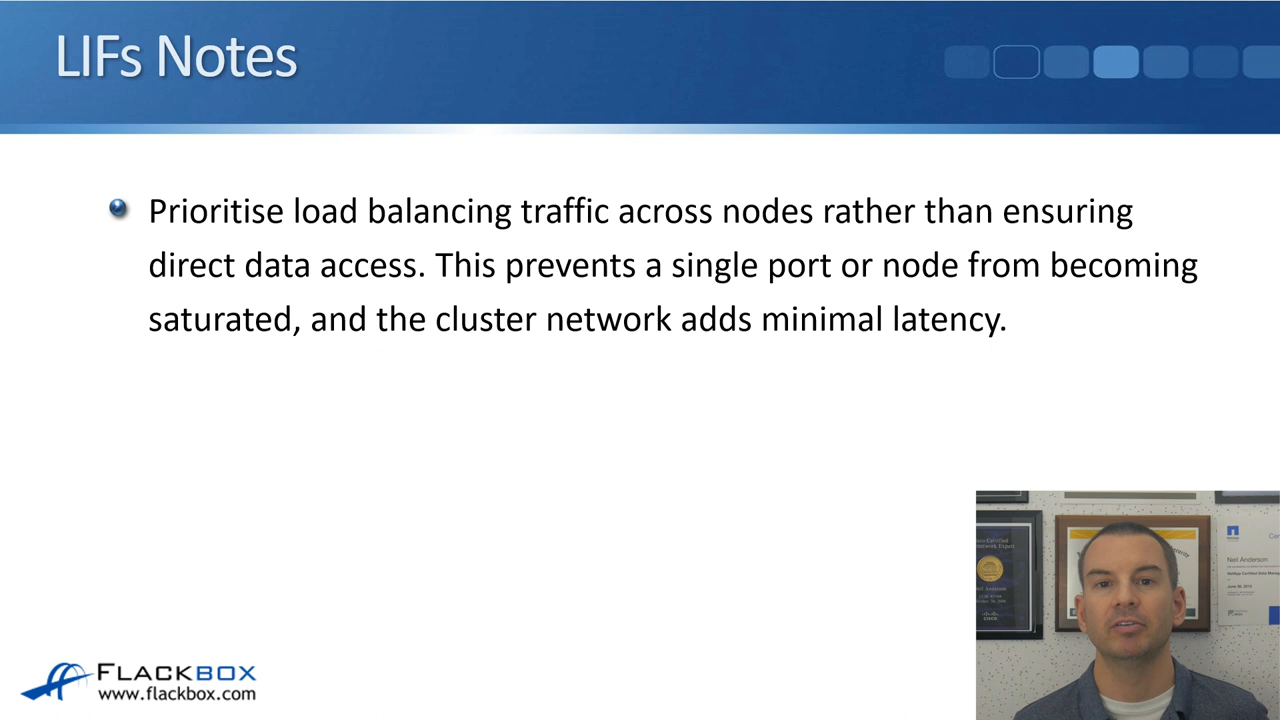 LIFs Notes
Prioritise load balancing traffic across nodes rather than ensuring
direct data access. This prevents a single port or node from becoming
saturated, and the cluster network adds minimal latency.
FLACKBOX
www.flackbox.com
Neil Anderson
CISCO